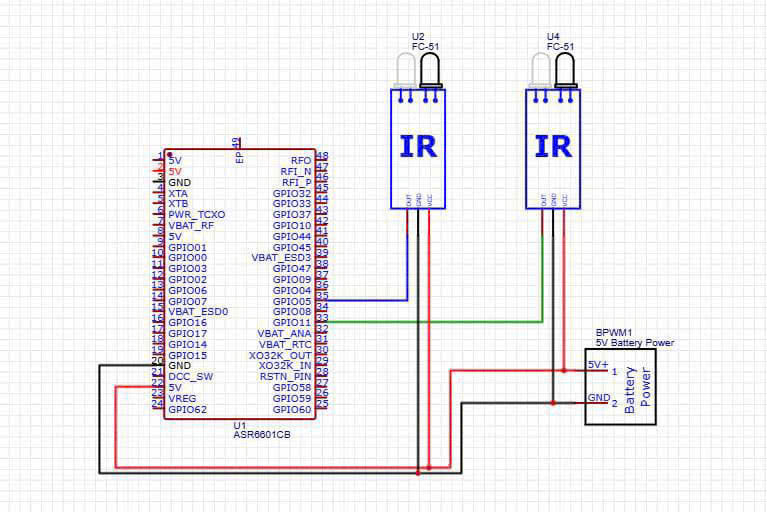 U2
FC-51
IR
OUT
GND
VCC
U4
FC-51
IR
OUT
GND
VCC
EP 49
1 5V
2 5V
3 GND
4 XTA
5 XTB
6 PWR_TCXO
7 VBAT_RF
8 5V
9 GPIO01
10 GPIO00
11 GPIO03
12 GPIO02
13 GPIO06
14 GPIO07
15 VBAT_ESD0
16 GPIO16
17 GPIO17
18 GPIO14
19 GPIO15
20 GND
21 DCC_SW
22 5V
23 VREG
24 GPIO62
RFO 48
RFI_N 47
RFI_P 46
GPIO32 45
GPIO33 44
GPIO37 43
GPIO10 42
GPIO44 41
GPIO45 40
VBAT_ESD3 39
GPIO47 38
GPIO09 37
GPIO04 36
GPIO05 35
GPIO08 34
GPIO11 33
VBAT_ANA 32
VBAT_RTC 31
XO32K_OUT 30
XO32K_IN 29
RSTN_PIN 28
GPIO58 27
GPIO59 26
GPIO60 25
U1
ASR6601CB
BPWM1
5V Battery Power
5V+ 1
GND 2
Battery
Power